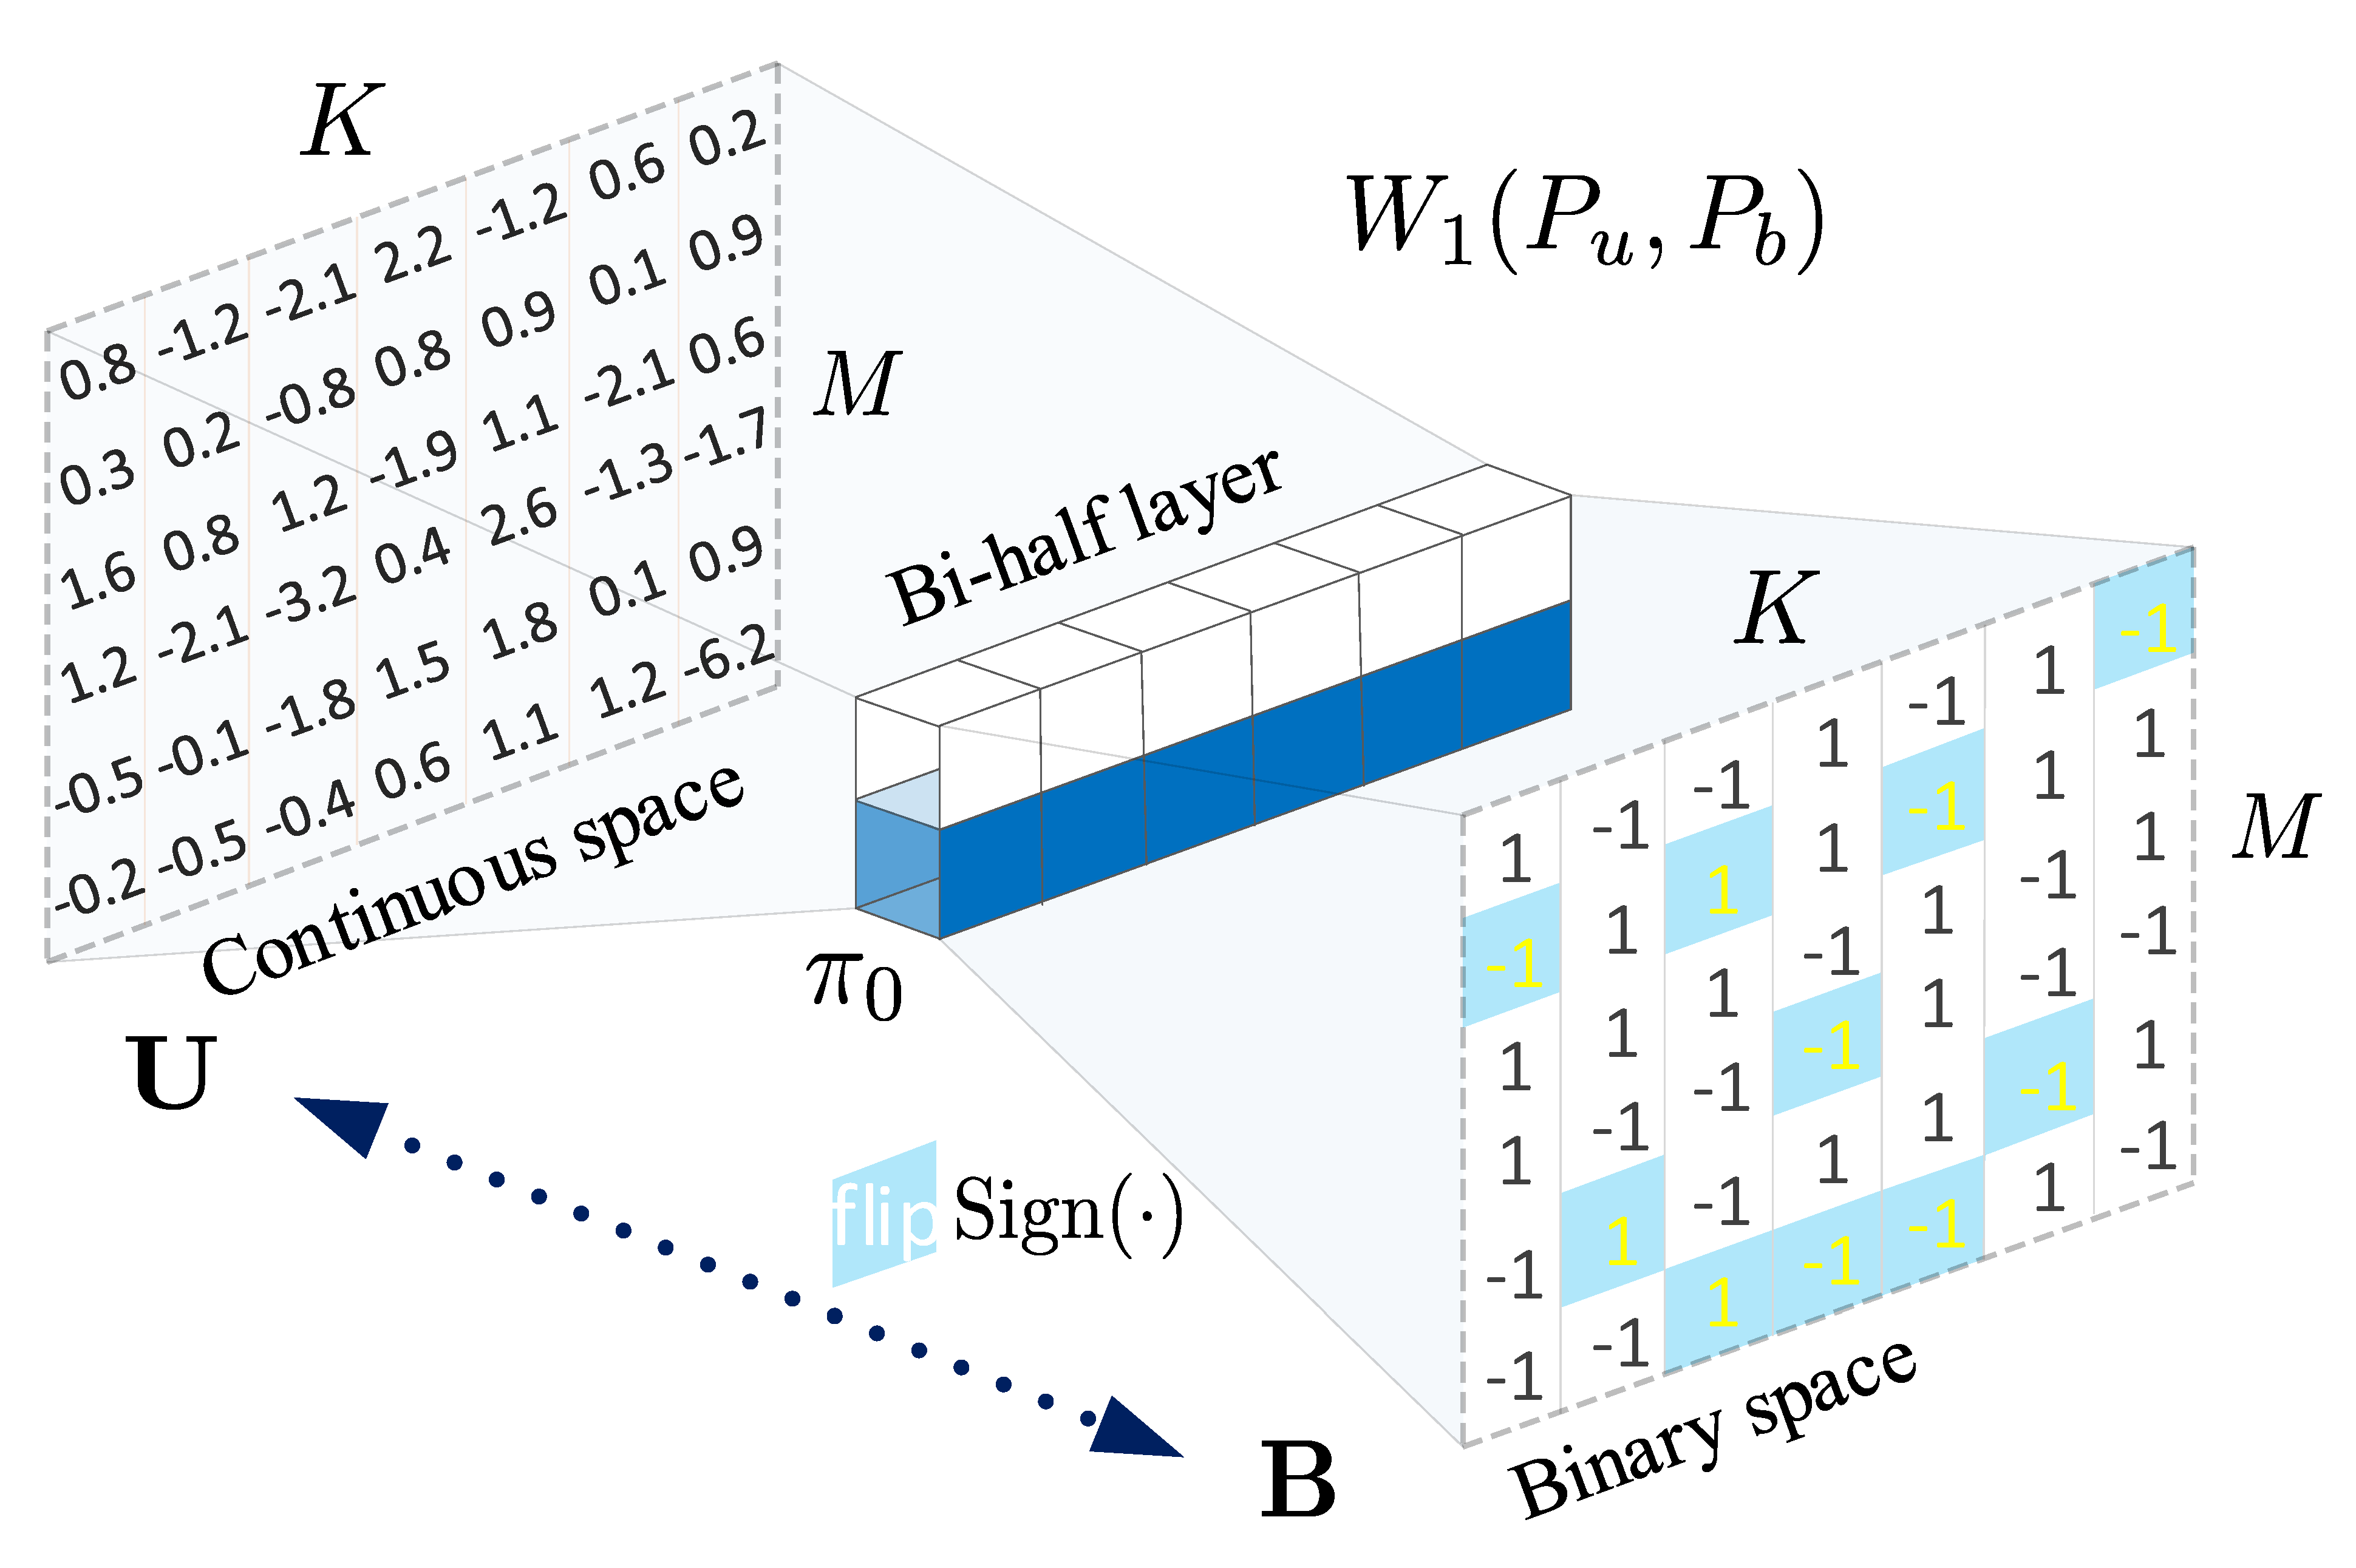 K
0.8 -1.2 -2.1 2.2 -1.2 0.6 0.2
0.3 0.2 -0.8 0.8 0.9 0.1 0.9
1.6 0.8 1.2 -1.9 1.1 -2.1 0.6
1.2 -2.1 -3.2 0.4 2.6 -1.3 -1.7
-0.5 -0.1 -1.8 1.5 1.8 0.1 0.9
-0.2 -0.5 -0.4 0.6 1.1 1.2 -6.2
M
Continuous space
U
W₁(Pᵤ, P_b)
Bi-half layer
π₀
flip Sign(·)
K
1 -1 -1 1 -1 1 -1
-1 1 1 1 -1 1 1
1 1 1 -1 1 -1 1
1 -1 -1 -1 1 -1 -1
-1 1 -1 1 1 -1 1
-1 -1 1 -1 -1 1 -1
M
Binary space
B